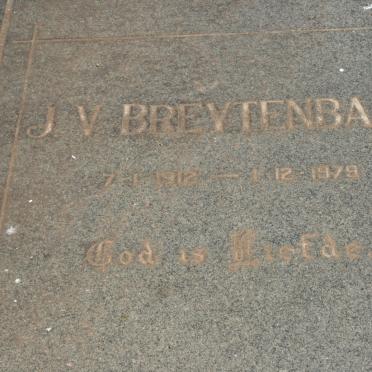 J V BREYTENBA
7-1-1912 — 1-12-1979
God is Liefde